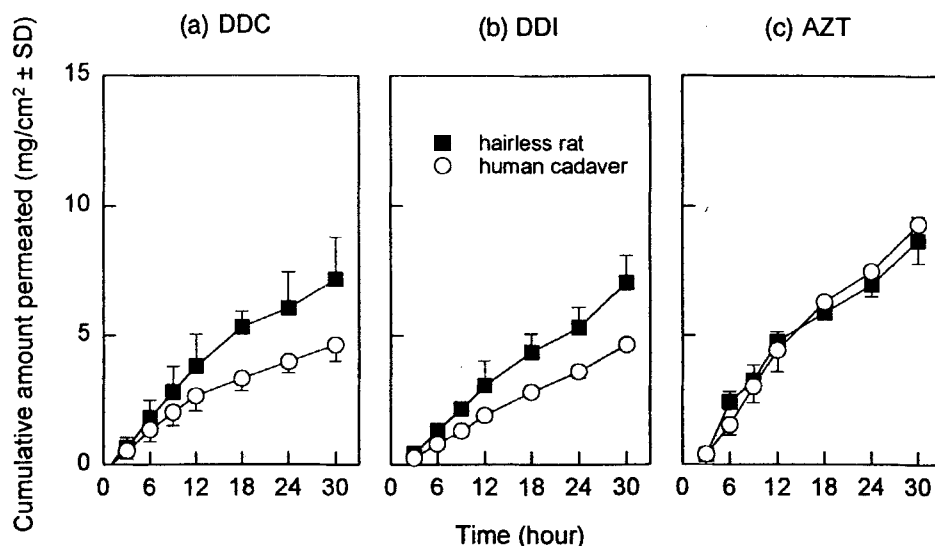 (a) DDC
(b) DDI
(c) AZT
Cumulative amount permeated (mg/cm² ± SD)
15
10
5
0
hairless rat
human cadaver
0 6 12 18 24 30
0 6 12 18 24 30
0 6 12 18 24 30
Time (hour)